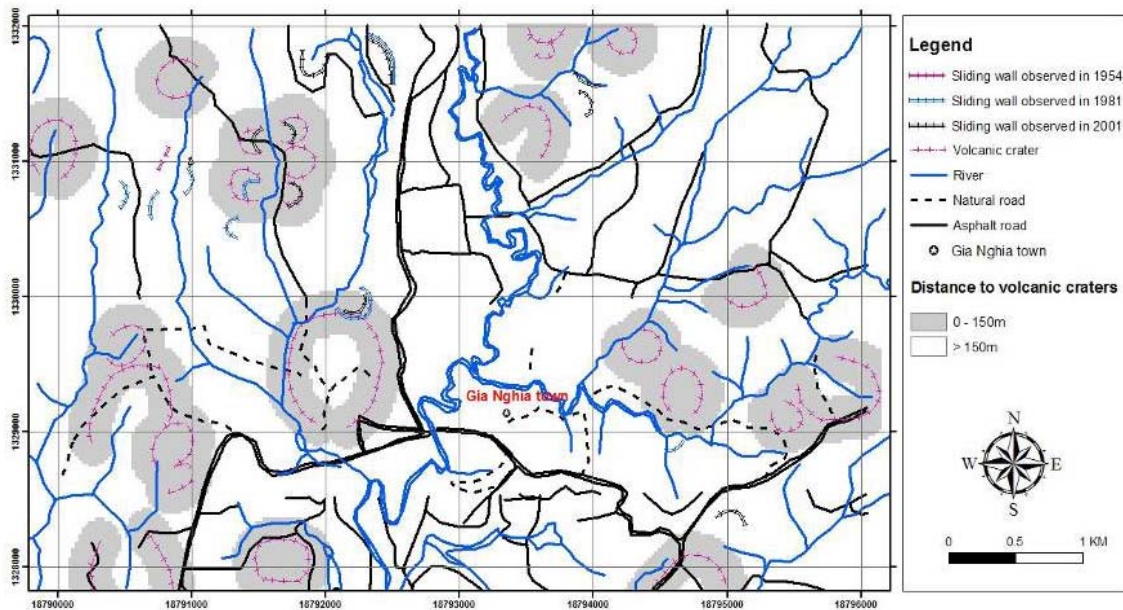 1332000
1331000
1330000
1329000
1328000
Gia Nghia town
18790000 18791000 18792000 18793000 18794000 18795000 18796000
Legend
Sliding wall observed in 1954
Sliding wall observed in 1981
Sliding wall observed in 2001
Volcanic crater
River
Natural road
Asphalt road
Gia Nghia town
Distance to volcanic craters
0 - 150m
> 150m
N
W E
S
0 0.5 1 KM